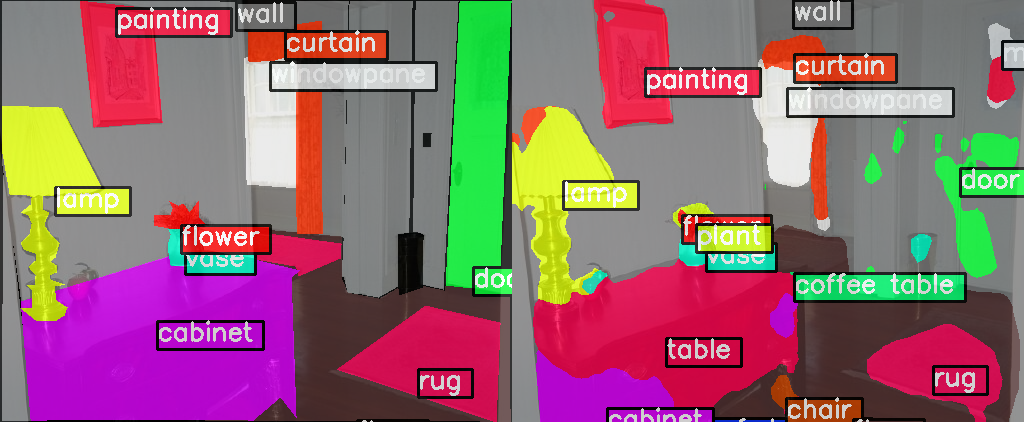 painting
wall
curtain
windowpane
lamp
flower
vase
doo
cabinet
rug
wall
curtain
painting
windowpane
m
door
lamp
flower
plant
vase
coffee table
table
rug
chair
cabinet